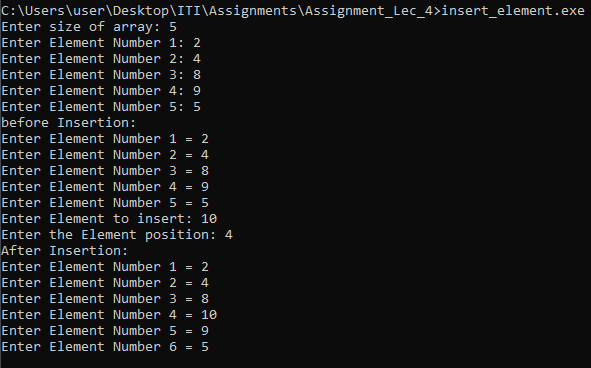 C:\Users\user\Desktop\ITI\Assignments\Assignment_Lec_4>insert_element.exe
Enter size of array: 5
Enter Element Number 1: 2
Enter Element Number 2: 4
Enter Element Number 3: 8
Enter Element Number 4: 9
Enter Element Number 5: 5
before Insertion:
Enter Element Number 1 = 2
Enter Element Number 2 = 4
Enter Element Number 3 = 8
Enter Element Number 4 = 9
Enter Element Number 5 = 5
Enter Element to insert: 10
Enter the Element position: 4
After Insertion:
Enter Element Number 1 = 2
Enter Element Number 2 = 4
Enter Element Number 3 = 8
Enter Element Number 4 = 10
Enter Element Number 5 = 9
Enter Element Number 6 = 5